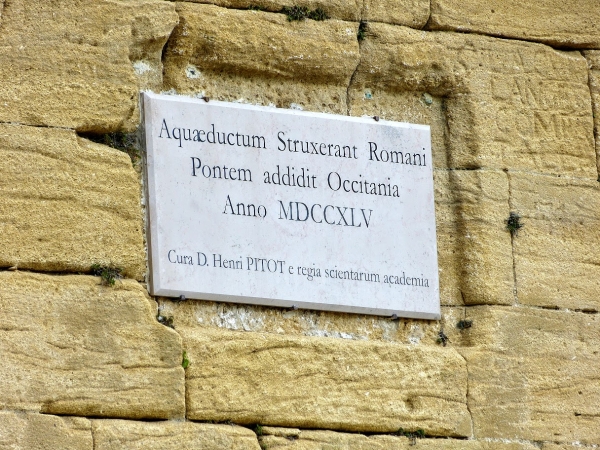 Aquæductum Struxerant Romani
Pontem addidit Occitania
Anno MDCCXLV
Cura D. Henri PITOT e regia scientarum academia